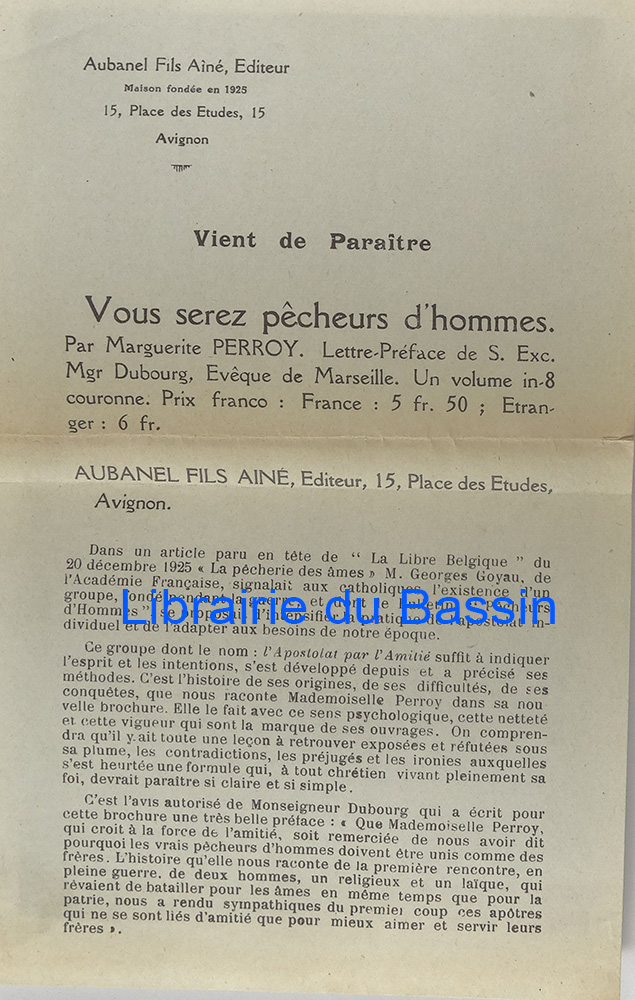 Aubanel Fils Aîné, Editeur
Maison fondée en 1925
15, Place des Etudes, 15
Avignon
Vient de Paraître
Vous serez pêcheurs d'hommes.
Par Marguerite PERROY. Lettre-Préface de S. Exc.
Mgr Dubourg, Evêque de Marseille. Un volume in-8
couronne. Prix franco : France : 5 fr. 50 ; Etran-
ger : 6 fr.
AUBANEL FILS AINÉ, Editeur, 15, Place des Etudes,
Avignon.
Dans un article paru en tête de “ La Libre Belgique ” du
20 décembre 1925 « La pêcherie des âmes » M. Georges Goyau, de
l'Académie Française, signalait aux catholiques l'existence d'un
groupe, fondé pendant la guerre, et
d'Hommes ”, se l'intensifier
Librairie du Bassin
dividuel et de l'adapter aux besoins de notre époque.
Ce groupe dont le nom : l'Apostolat par l'Amitié suffit à indiquer
l'esprit et les intentions, s'est développé depuis et a précisé ses
méthodes. C'est l'histoire de ses origines, de ses difficultés, de ses
conquêtes, que nous raconte Mademoiselle Perroy dans sa nou
velle brochure. Elle le fait avec ce sens psychologique, cette netteté
et cette vigueur qui sont la marque de ses ouvrages. On compren-
dra qu'il y ait toute une leçon à retrouver exposées et réfutées sous
sa plume, les contradictions, les préjugés et les ironies auxquelles
s'est heurtée une formule qui, à tout chrétien vivant pleinement sa
foi, devrait paraître si claire et si simple.
C'est l'avis autorisé de Monseigneur Dubourg qui a écrit pour
cette brochure une très belle préface : « Que Mademoiselle Perroy,
qui croit à la force de l'amitié, soit remerciée de nous avoir dit
pourquoi les vrais pêcheurs d'hommes doivent être unis comme des
frères. L'histoire qu'elle nous raconte de la première rencontre, en
pleine guerre. de deux hommes, un religieux et un laïque, qui
rêvaient de batailler pour les âmes en même temps que pour la
patrie, nous a rendu sympathiques du premier coup ces apôtres
qui ne se sont liés d'amitié que pour mieux aimer et servir leurs
frères ».